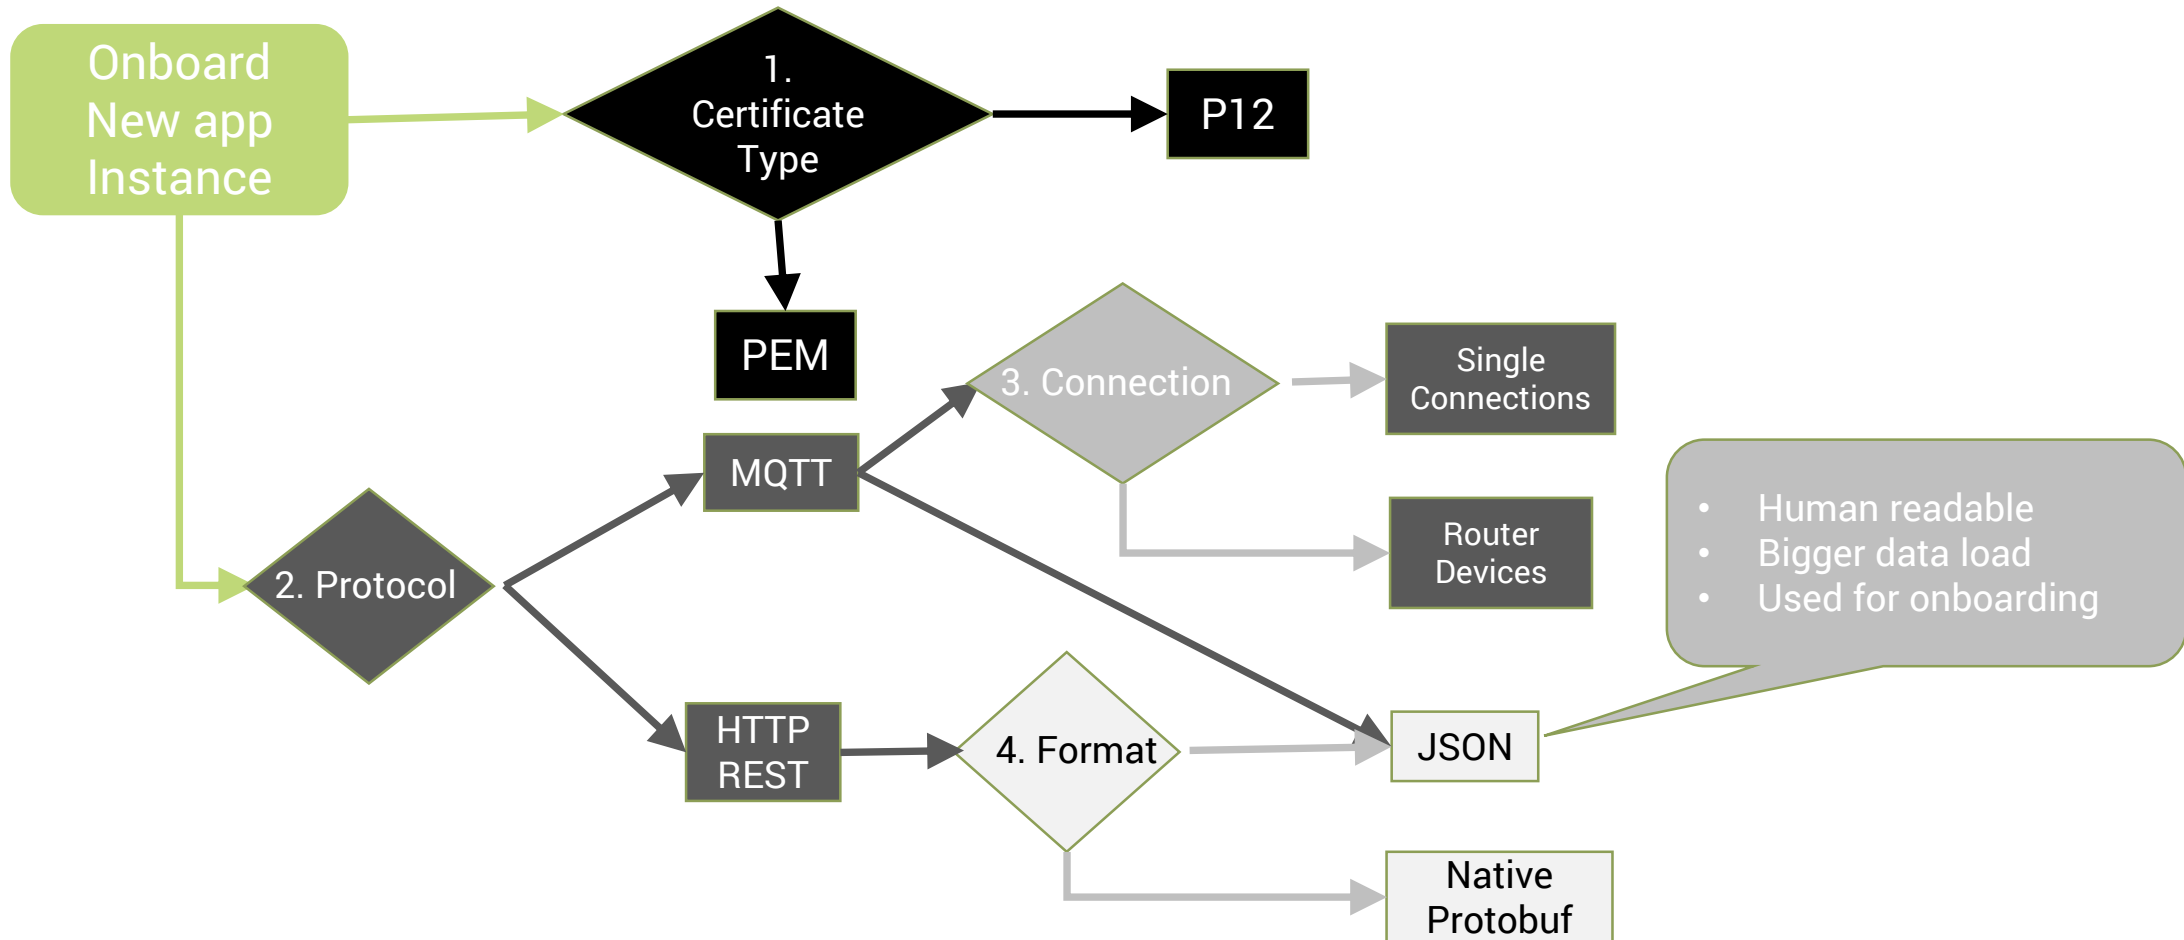 Onboard
New app
Instance
1.
Certificate
Type
P12
PEM
3. Connection
Single
Connections
MQTT
Router
Devices
• Human readable
• Bigger data load
• Used for onboarding
2. Protocol
HTTP
REST
4. Format
JSON
Native
Protobuf